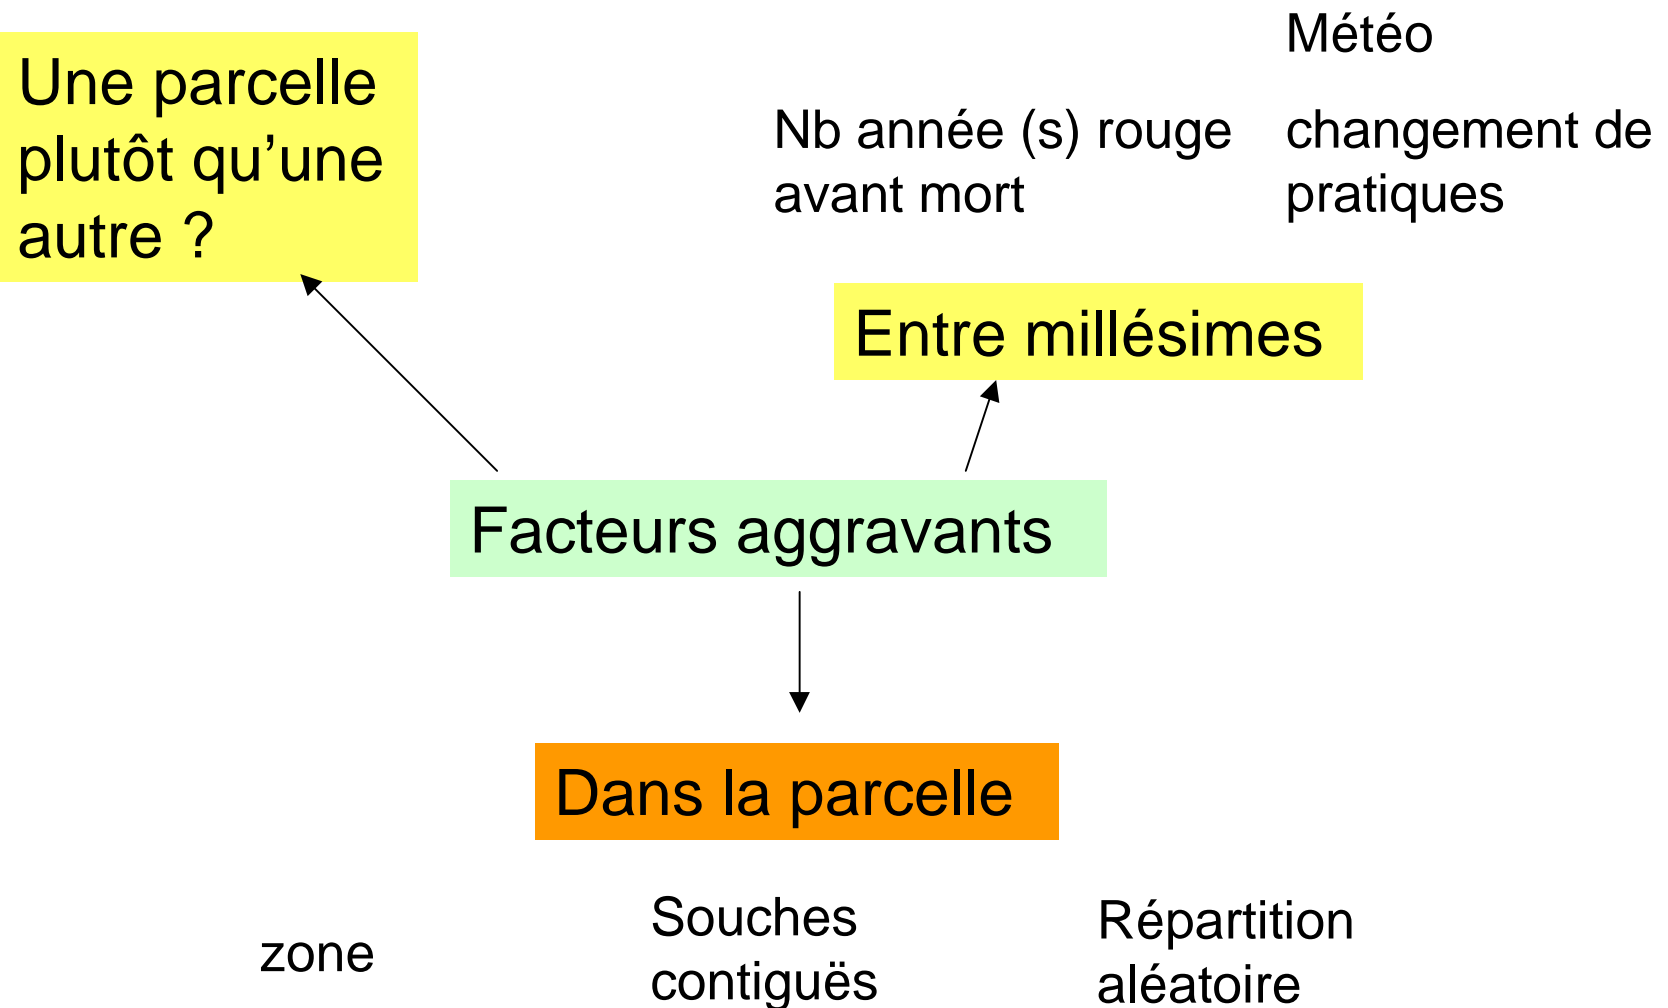 Une parcelle
plutôt qu’une
autre ?
Météo
Nb année (s) rouge
avant mort
changement de
pratiques
Entre millésimes
Facteurs aggravants
Dans la parcelle
zone
Souches
contiguës
Répartition
aléatoire